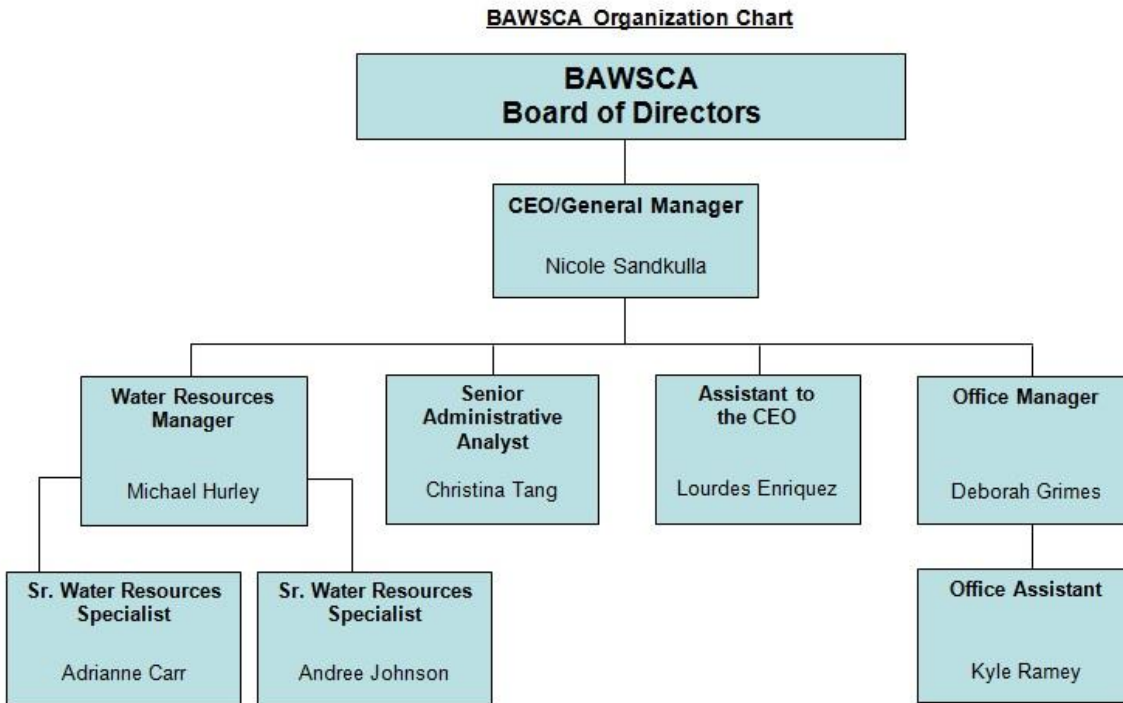 BAWSCA Organization Chart
BAWSCA
Board of Directors
CEO/General Manager
Nicole Sandkulla
Water Resources
Manager
Michael Hurley
Senior
Administrative
Analyst
Christina Tang
Assistant to
the CEO
Lourdes Enriquez
Office Manager
Deborah Grimes
Sr. Water Resources
Specialist
Adrianne Carr
Sr. Water Resources
Specialist
Andree Johnson
Office Assistant
Kyle Ramey